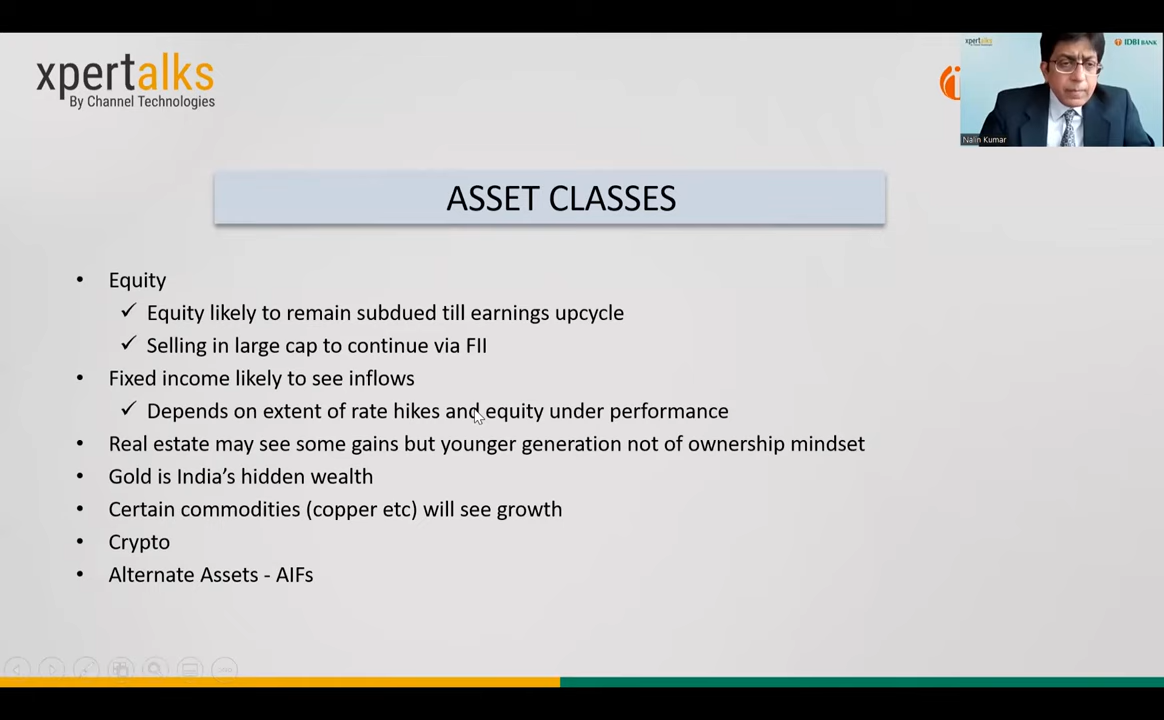 xpertalks
By Channel Technologies
xpertalks
IDBI BANK
Nalin Kumar
ASSET CLASSES
• Equity
✓ Equity likely to remain subdued till earnings upcycle
✓ Selling in large cap to continue via FII
• Fixed income likely to see inflows
✓ Depends on extent of rate hikes and equity under performance
• Real estate may see some gains but younger generation not of ownership mindset
• Gold is India’s hidden wealth
• Certain commodities (copper etc) will see growth
• Crypto
• Alternate Assets - AIFs